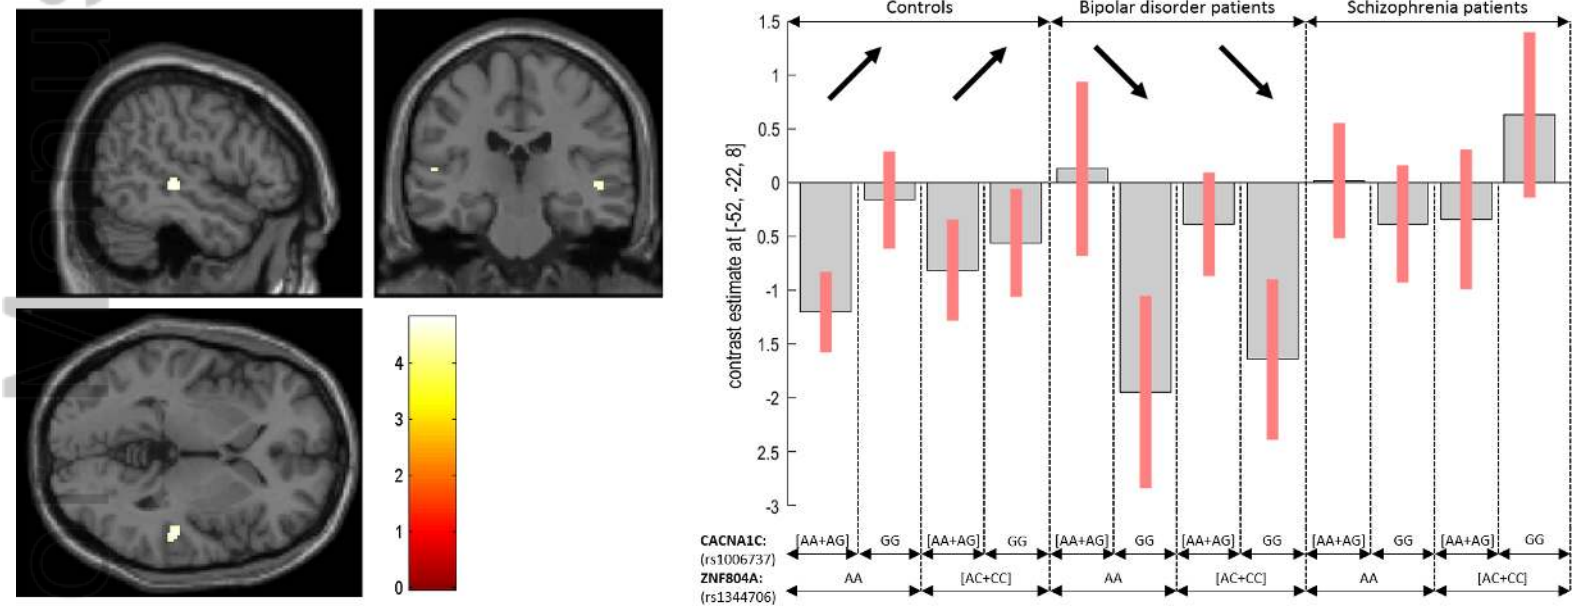 Controls Bipolar disorder patients Schizophrenia patients
1.5
1
0.5
0
0.5
-1
1.5
-2
2.5
-3
contrast estimate at [-52, -22, 8]
4
3
2
1
0
CACNA1C: [AA+AG] GG [AA+AG] GG [AA+AG] GG [AA+AG] GG [AA+AG] GG [AA+AG] GG
(rs1006737)
ZNF804A: AA [AC+CC] AA [AC+CC] AA [AC+CC]
(rs1344706)